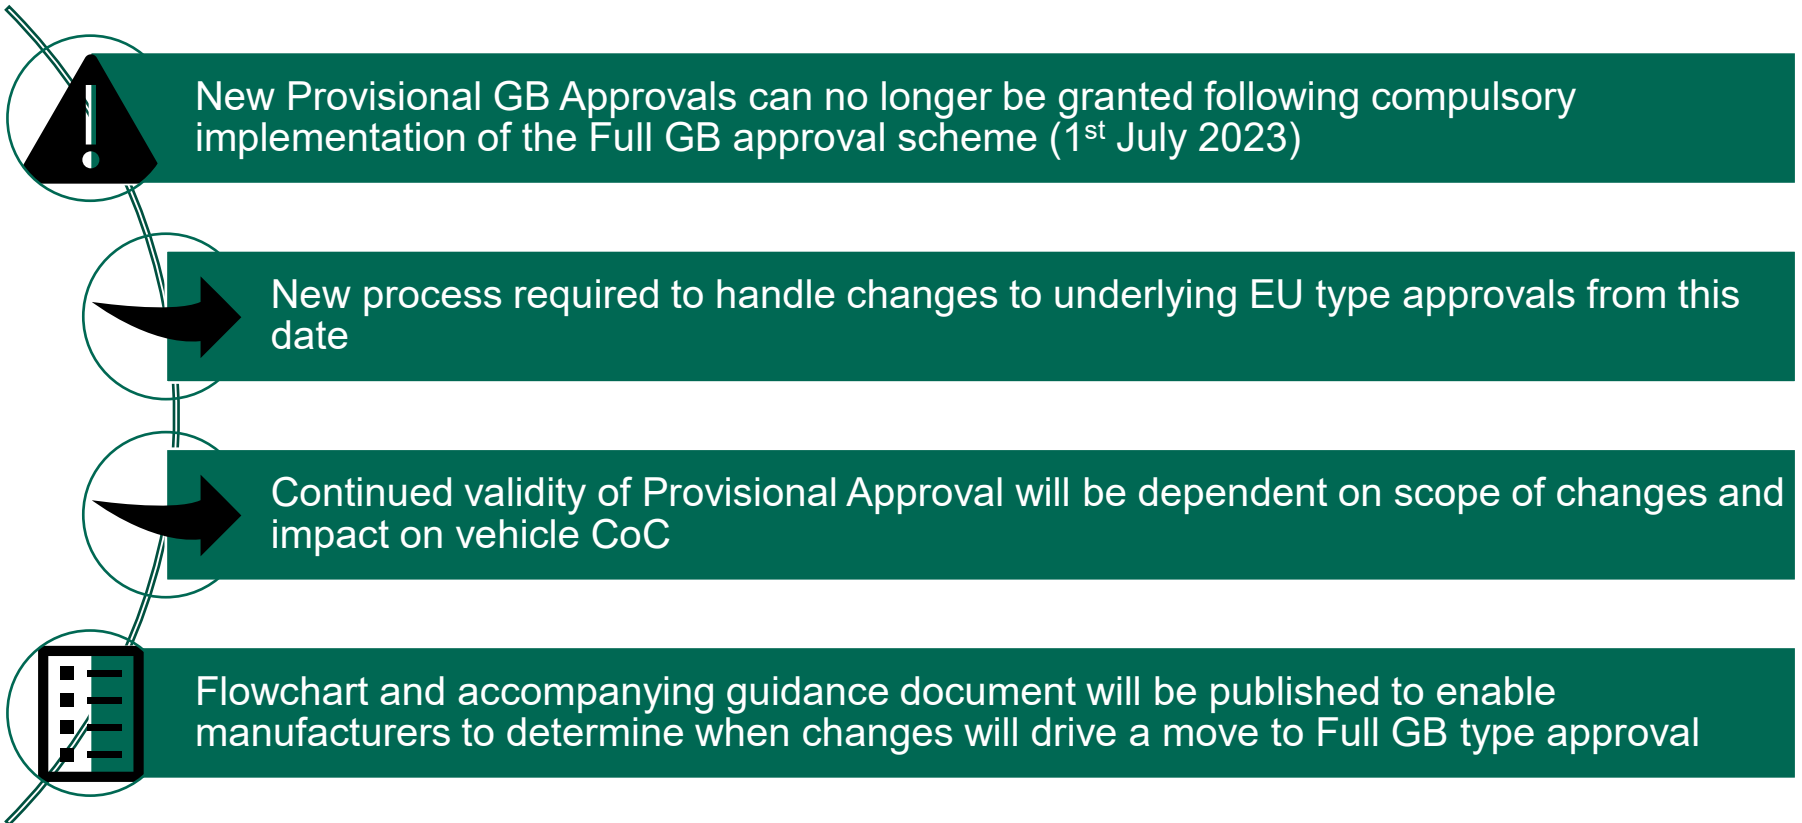 New Provisional GB Approvals can no longer be granted following compulsory
implementation of the Full GB approval scheme (1st July 2023)
New process required to handle changes to underlying EU type approvals from this
date
Continued validity of Provisional Approval will be dependent on scope of changes and
impact on vehicle CoC
Flowchart and accompanying guidance document will be published to enable
manufacturers to determine when changes will drive a move to Full GB type approval